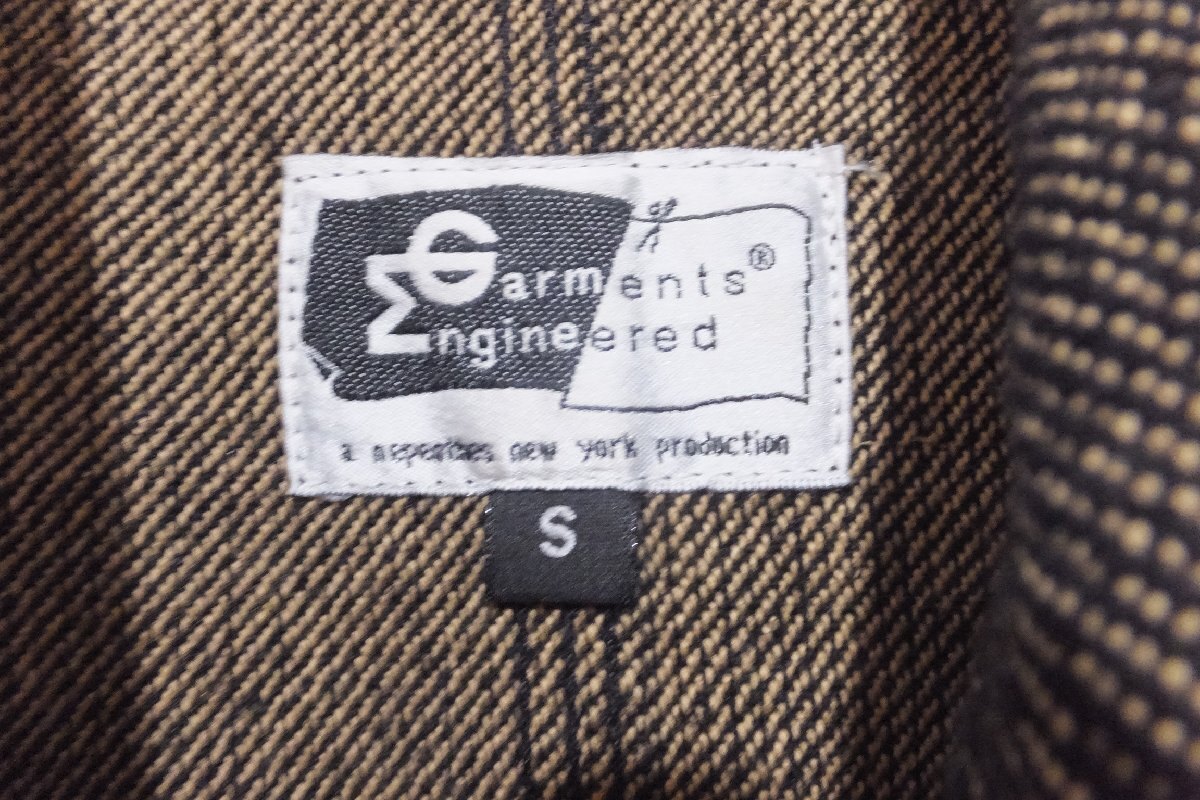 Garments®
Engineered
a nepenthes new york production
S